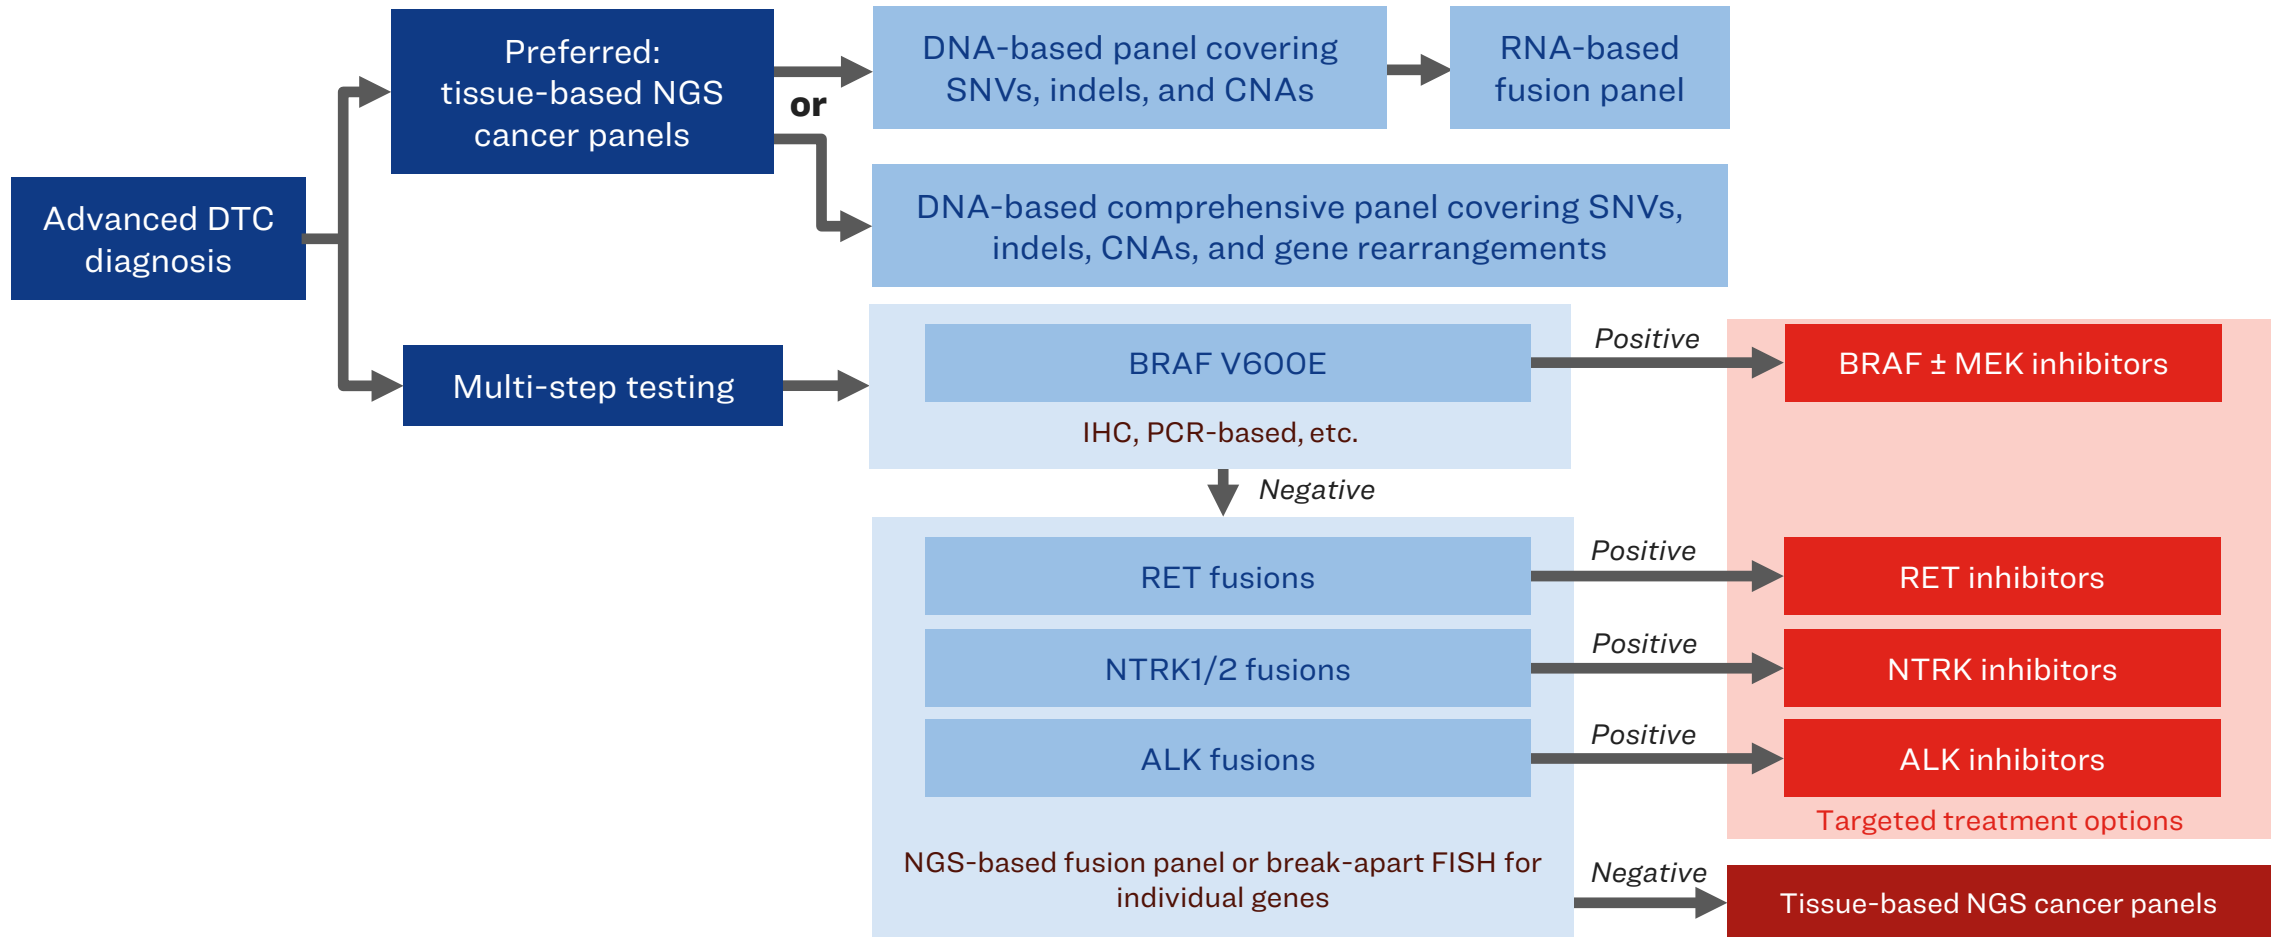 Advanced DTC
diagnosis
Preferred:
tissue-based NGS
cancer panels
or
DNA-based panel covering
SNVs, indels, and CNAs
RNA-based
fusion panel
DNA-based comprehensive panel covering SNVs,
indels, CNAs, and gene rearrangements
Multi-step testing
BRAF V600E
IHC, PCR-based, etc.
Positive
BRAF ± MEK inhibitors
Negative
RET fusions
Positive
RET inhibitors
NTRK1/2 fusions
Positive
NTRK inhibitors
ALK fusions
Positive
ALK inhibitors
Targeted treatment options
NGS-based fusion panel or break-apart FISH for
individual genes
Negative
Tissue-based NGS cancer panels